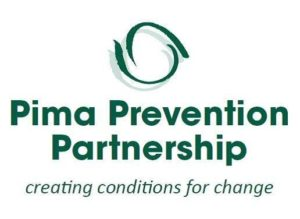 Pima Prevention
Partnership
creating conditions for change